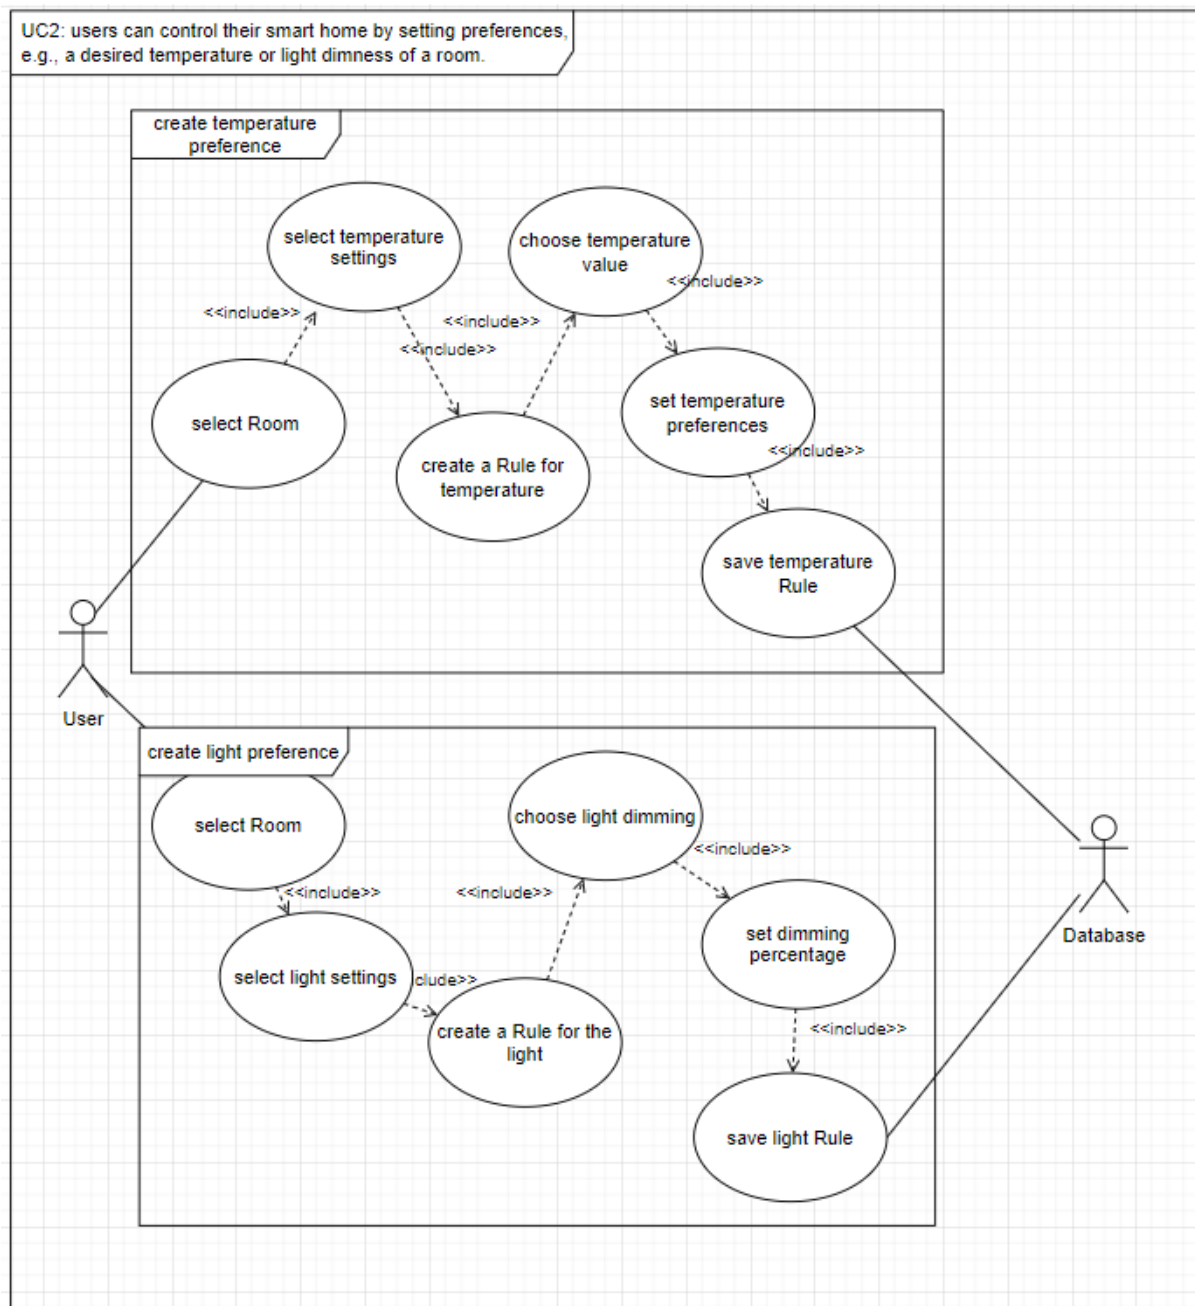 UC2: users can control their smart home by setting preferences,
e.g., a desired temperature or light dimness of a room.
create temperature
preference
select temperature
settings
choose temperature
value
<<include>>
<<include>>
<<include>>
<<include>>
select Room
set temperature
preferences
<<include>>
create a Rule for
temperature
save temperature
Rule
User
create light preference
select Room
choose light dimming
<<include>>
<<include>>
<<include>>
set dimming
percentage
Database
select light settings
clude>>
create a Rule for the
light
<<include>>
save light Rule